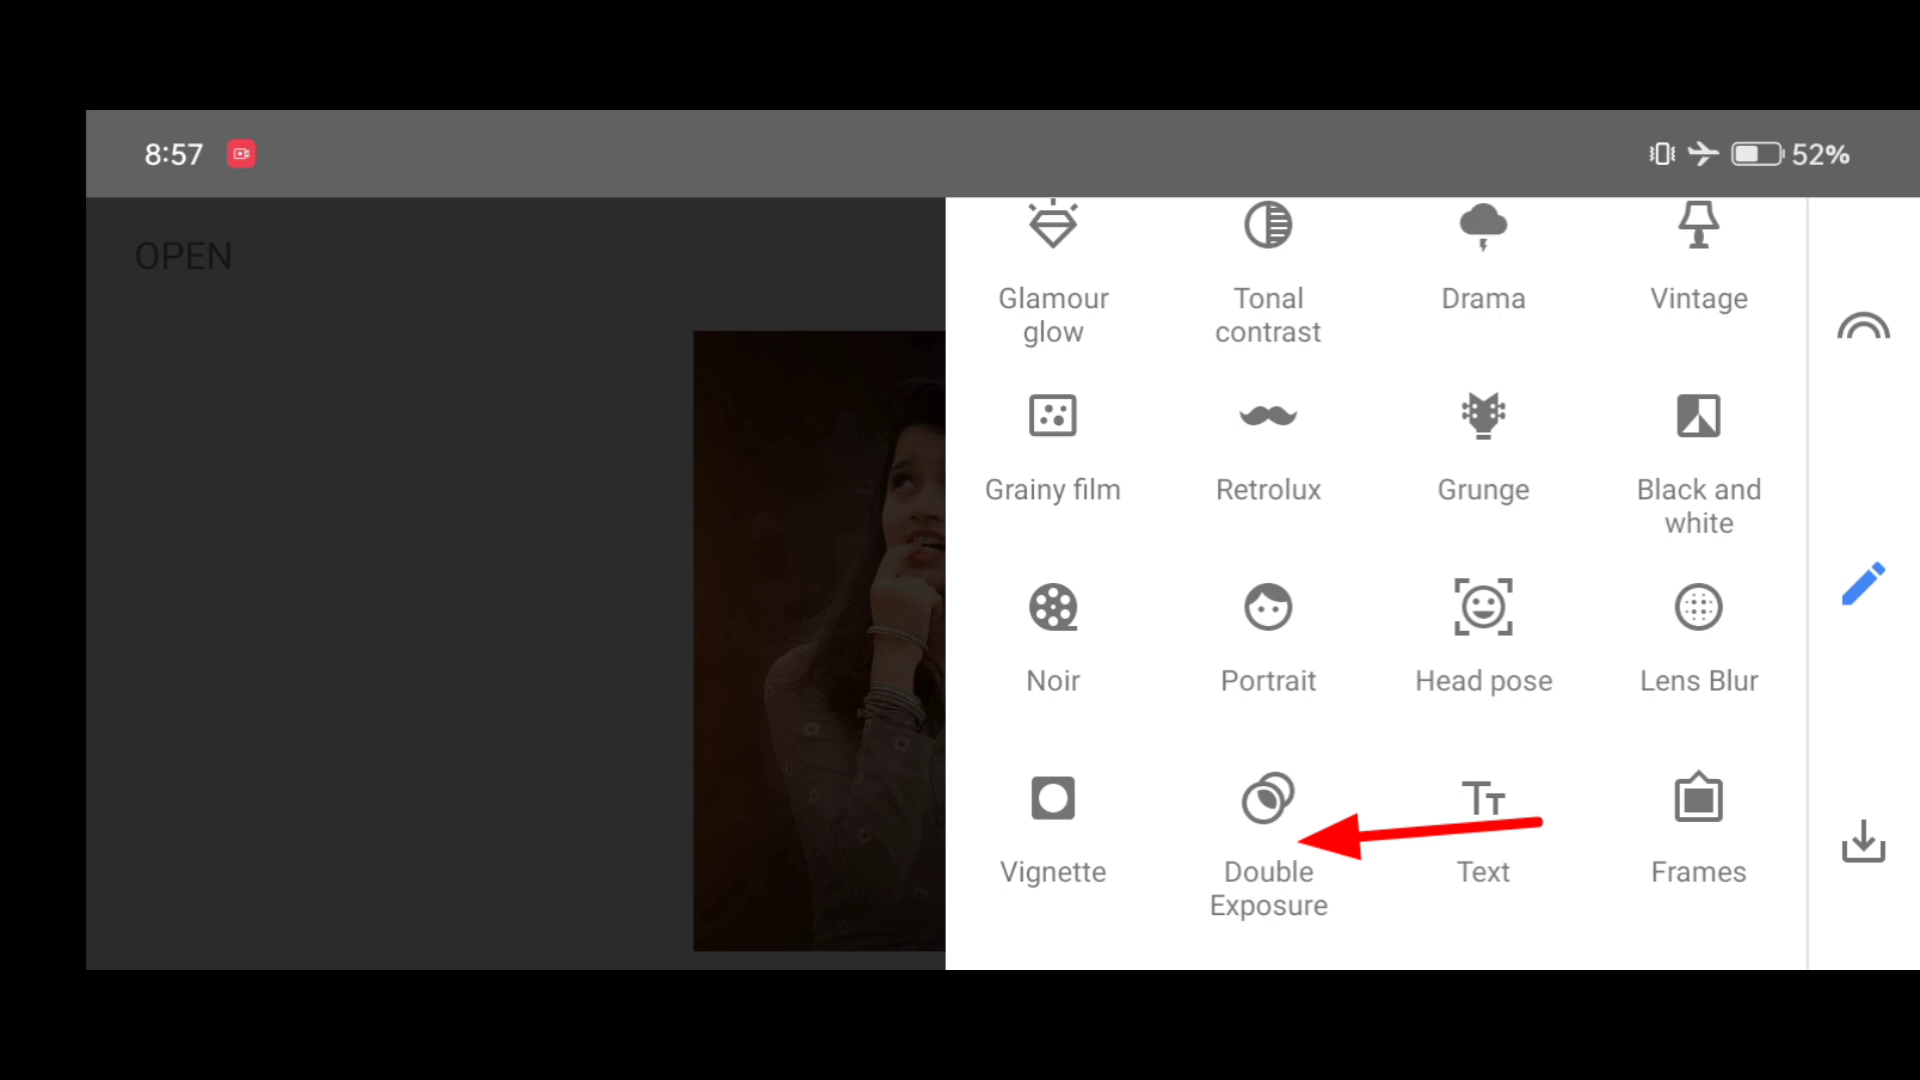 8:57
52%
OPEN
Glamour
glow
Tonal
contrast
Drama
Vintage
Grainy film
Retrolux
Grunge
Black and
white
Noir
Portrait
Head pose
Lens Blur
Vignette
Double
Exposure
Text
Frames